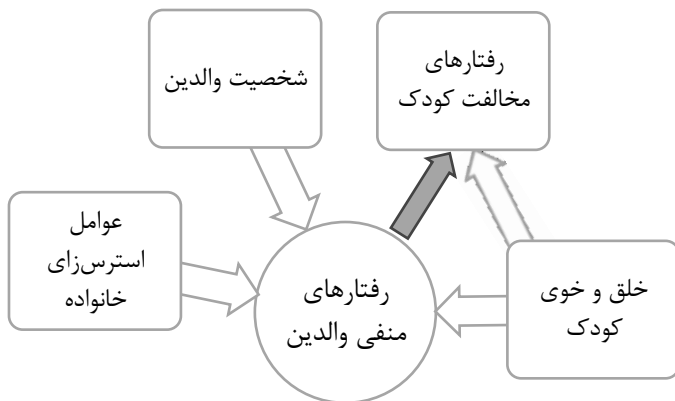 رفتارهای
مخالفت کودک
شخصیت والدین
عوامل
استرس‌زای
خانواده
رفتارهای
منفی والدین
خلق و خوی
کودک